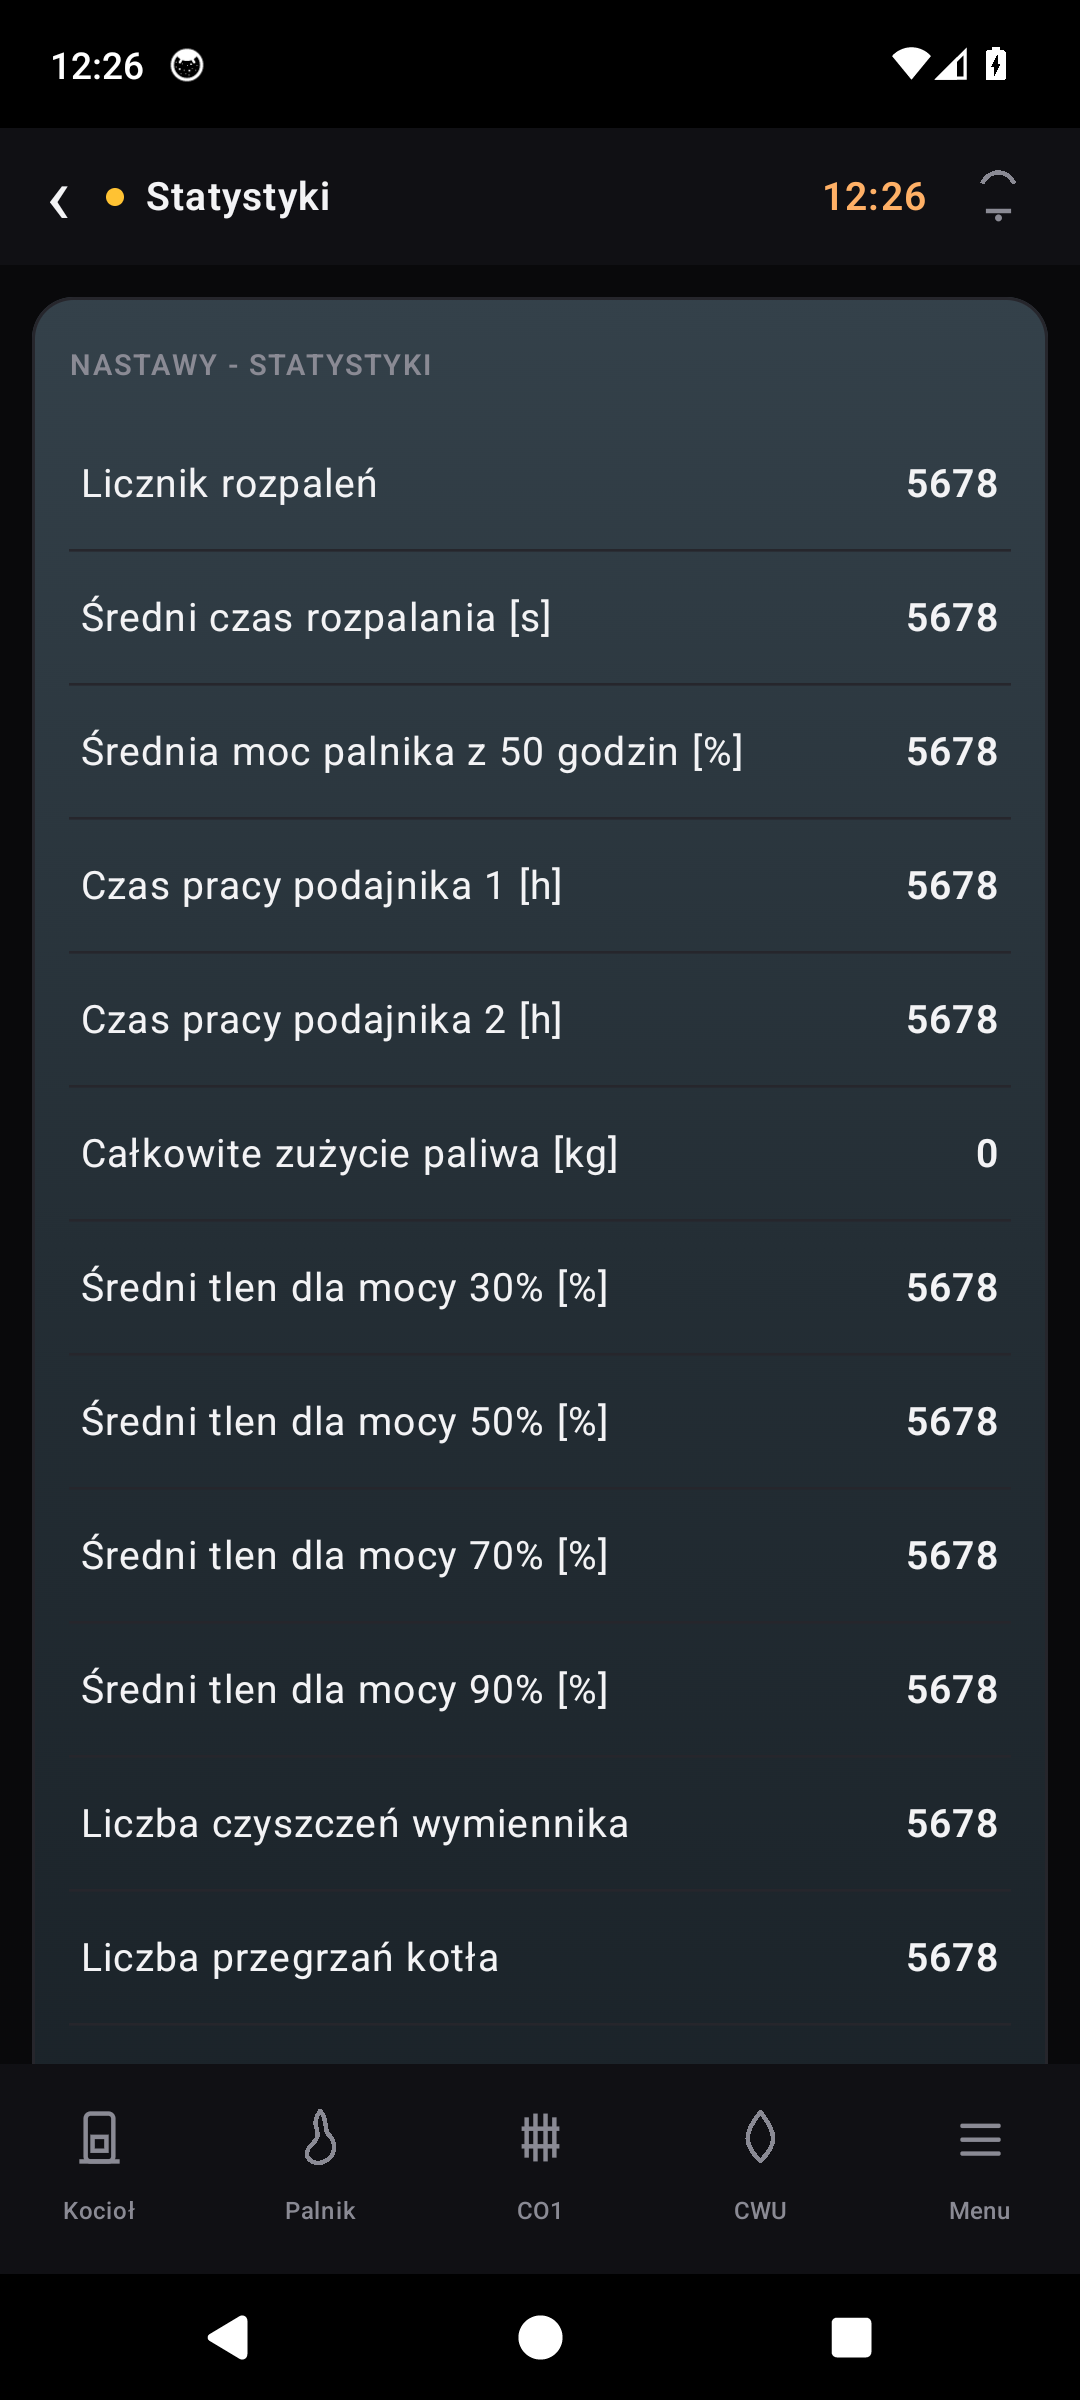 12:26
Statystyki
12:26
NASTAWY - STATYSTYKI
Licznik rozpaleń 5678
Średni czas rozpalania [s] 5678
Średnia moc palnika z 50 godzin [%] 5678
Czas pracy podajnika 1 [h] 5678
Czas pracy podajnika 2 [h] 5678
Całkowite zużycie paliwa [kg] 0
Średni tlen dla mocy 30% [%] 5678
Średni tlen dla mocy 50% [%] 5678
Średni tlen dla mocy 70% [%] 5678
Średni tlen dla mocy 90% [%] 5678
Liczba czyszczeń wymiennika 5678
Liczba przegrzań kotła 5678
Kocioł Palnik CO1 CWU Menu